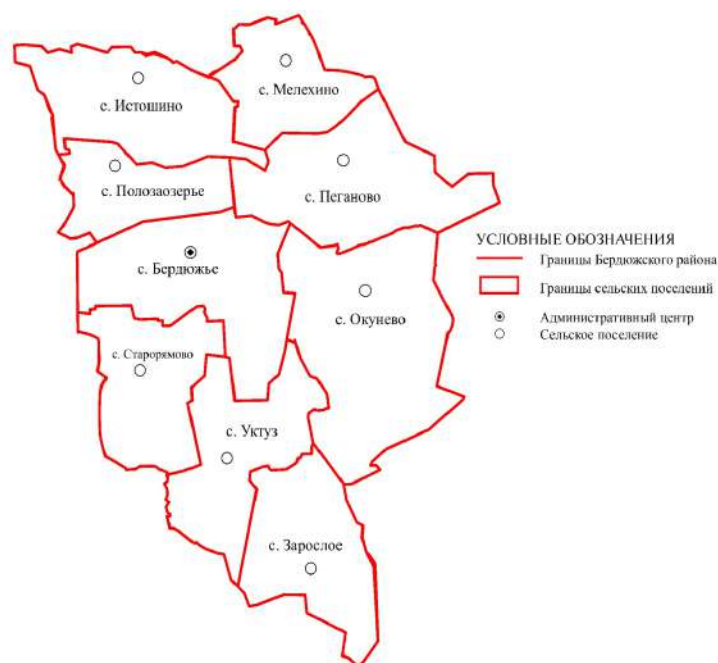 с. Мелехино
с. Истошино
с. Полозаозерье
с. Пеганово
УСЛОВНЫЕ ОБОЗНАЧЕНИЯ
Границы Бердюжского района
Границы сельских поселений
Административный центр
Сельское поселение
с. Бердюжье
с. Окунево
с. Старорямово
с. Уктуз
с. Зарослое